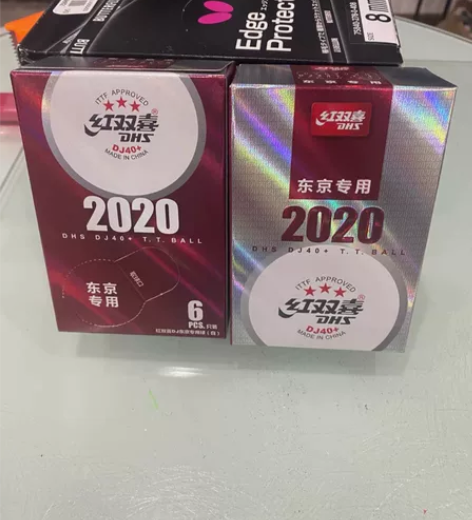 Edge
Protector
SIZE
8
ITTF APPROVED
红双喜
DHS
DJ40+
MADE IN CHINA
2020
DHS DJ40+ T.T. BALL
东京
专用
6
PCS.
红双喜
DHS
东京专用
2020
DHS DJ40+ T.T. BALL
ITTF APPROVED
红双喜®
DHS
DJ40+
MADE IN CHINA